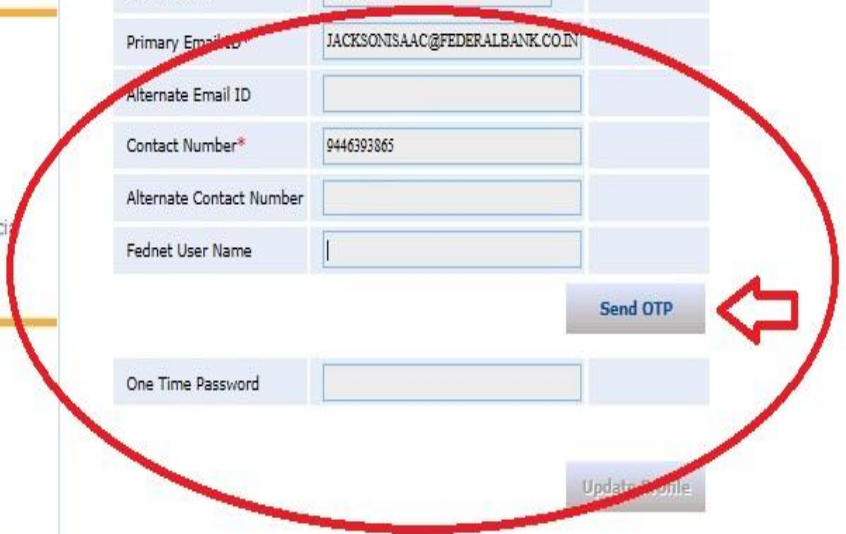 Primary Email ID
JACKSONISAAC@FEDERALBANK.CO.IN
Alternate Email ID
Contact Number*
9446393865
Alternate Contact Number
Fednet User Name
Send OTP
One Time Password
Update Profile